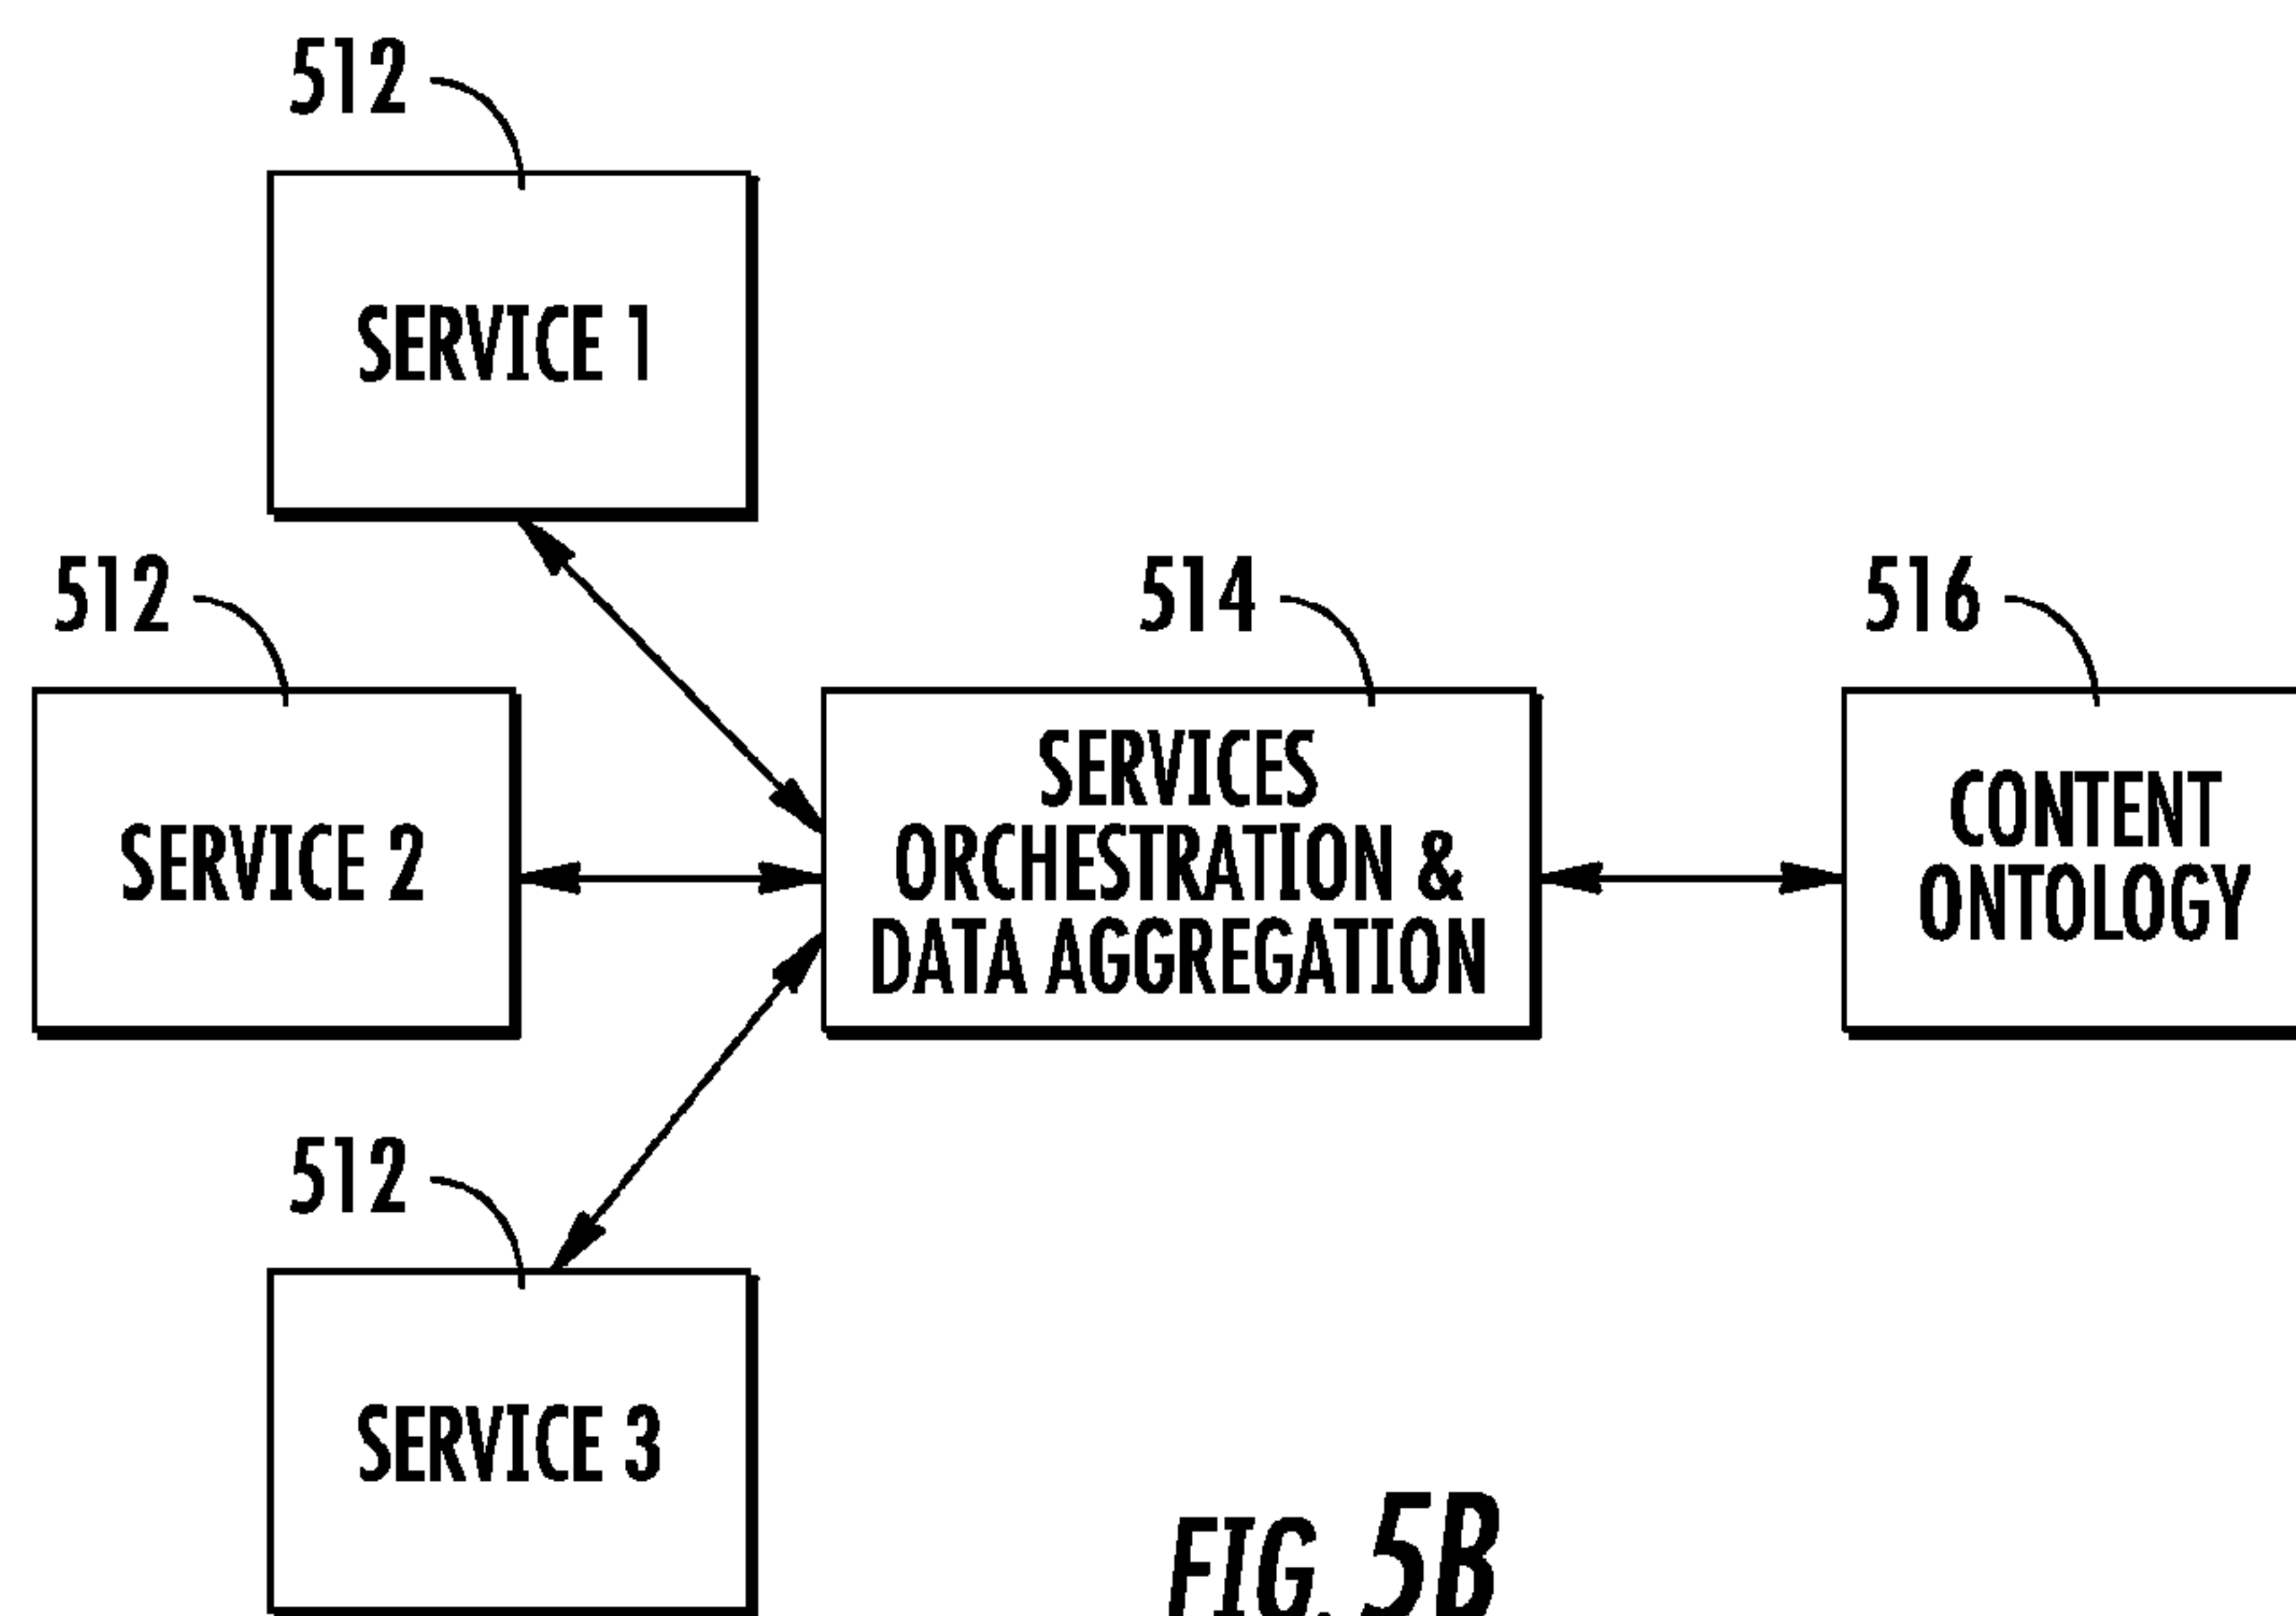 512
SERVICE 1
512
514
516
SERVICE 2
SERVICES
ORCHESTRATION &
DATA AGGREGATION
CONTENT
ONTOLOGY
512
SERVICE 3
FIG. 5B